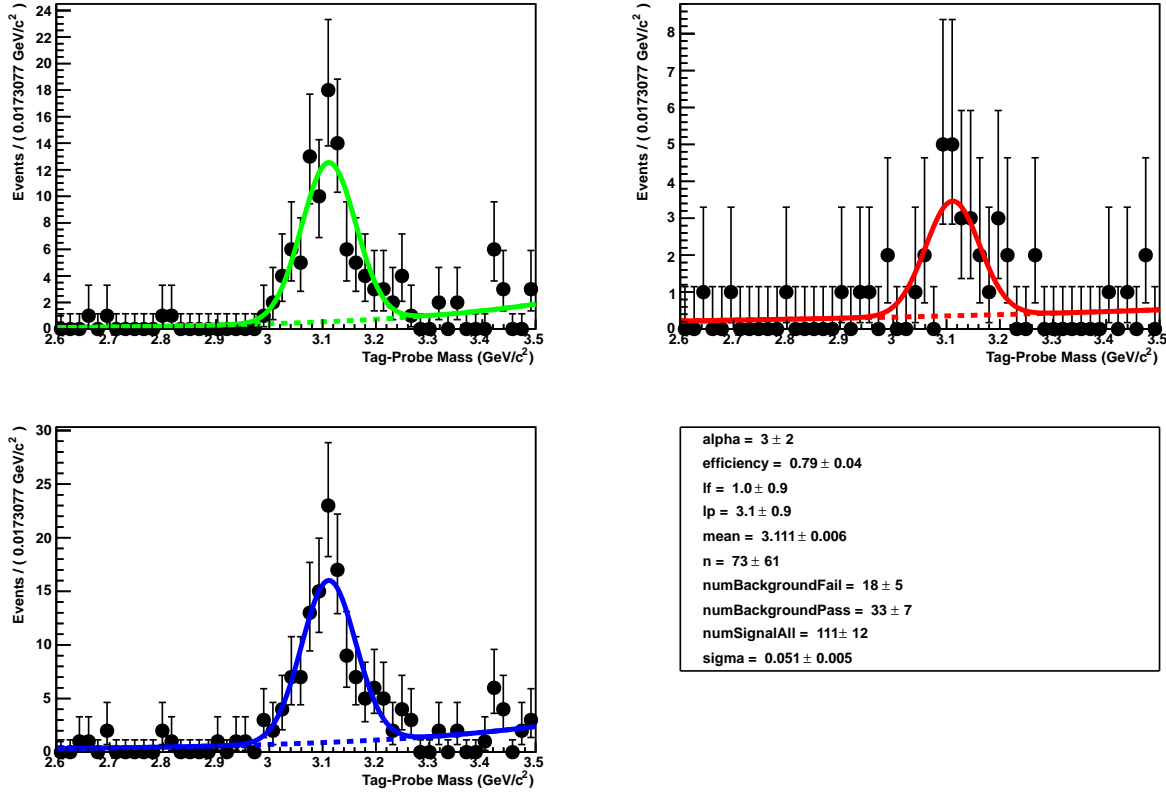 Events / ( 0.0173077 GeV/c² )
24
22
20
18
16
14
12
10
8
6
4
2
0
2.6 2.7 2.8 2.9 3 3.1 3.2 3.3 3.4 3.5
Tag-Probe Mass (GeV/c²)
Events / ( 0.0173077 GeV/c² )
8
7
6
5
4
3
2
1
0
2.6 2.7 2.8 2.9 3 3.1 3.2 3.3 3.4 3.5
Tag-Probe Mass (GeV/c²)
Events / ( 0.0173077 GeV/c² )
30
25
20
15
10
5
0
2.6 2.7 2.8 2.9 3 3.1 3.2 3.3 3.4 3.5
Tag-Probe Mass (GeV/c²)
alpha = 3 ± 2
efficiency = 0.79 ± 0.04
lf = 1.0 ± 0.9
lp = 3.1 ± 0.9
mean = 3.111 ± 0.006
n = 73 ± 61
numBackgroundFail = 18 ± 5
numBackgroundPass = 33 ± 7
numSignalAll = 111 ± 12
sigma = 0.051 ± 0.005